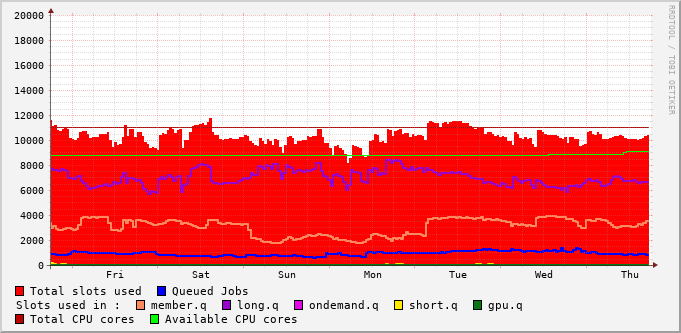 RRDTOOL / TOBI OETIKER
20000
18000
16000
14000
12000
10000
8000
6000
4000
2000
0
Fri Sat Sun Mon Tue Wed Thu
Total slots used Queued Jobs
Slots used in : member.q long.q ondemand.q short.q gpu.q
Total CPU cores Available CPU cores